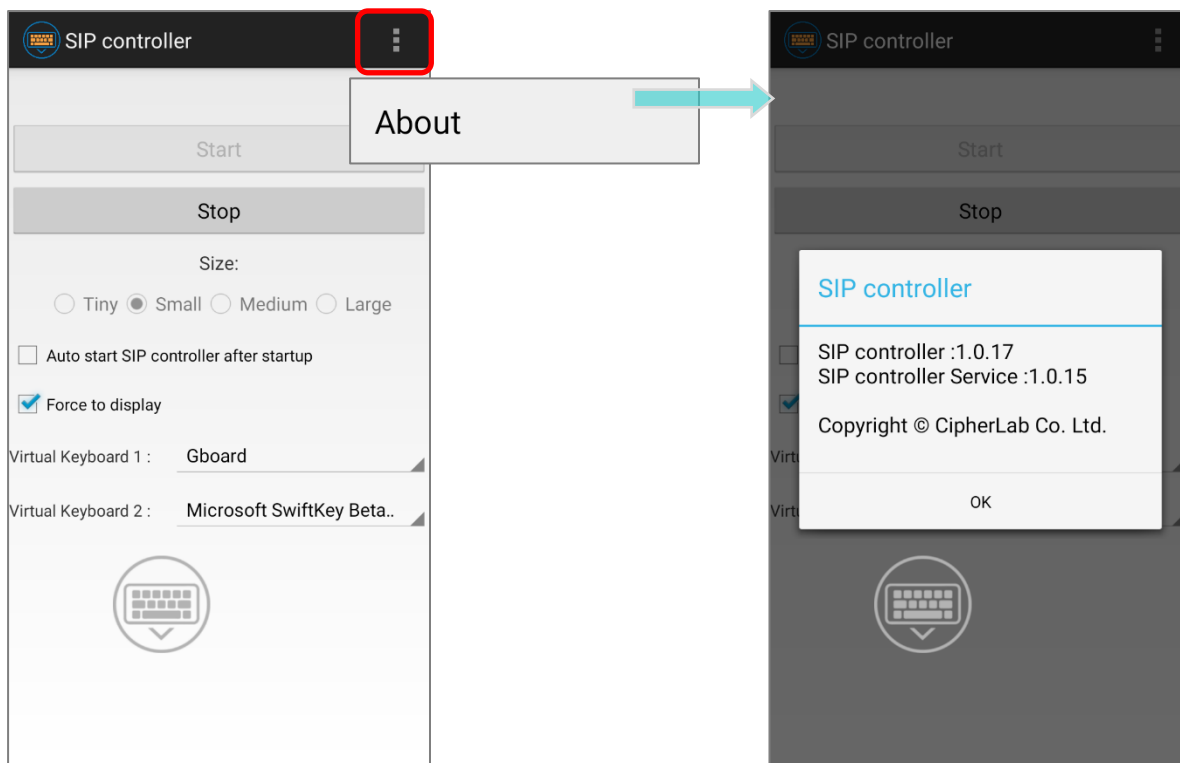 SIP controller
About
Start
Stop
Size:
Tiny Small Medium Large
Auto start SIP controller after startup
Force to display
Virtual Keyboard 1 : Gboard
Virtual Keyboard 2 : Microsoft SwiftKey Beta..
SIP controller
Start
Stop
SIP controller
SIP controller :1.0.17
SIP controller Service :1.0.15
Copyright © CipherLab Co. Ltd.
OK
Virtu
Virtu